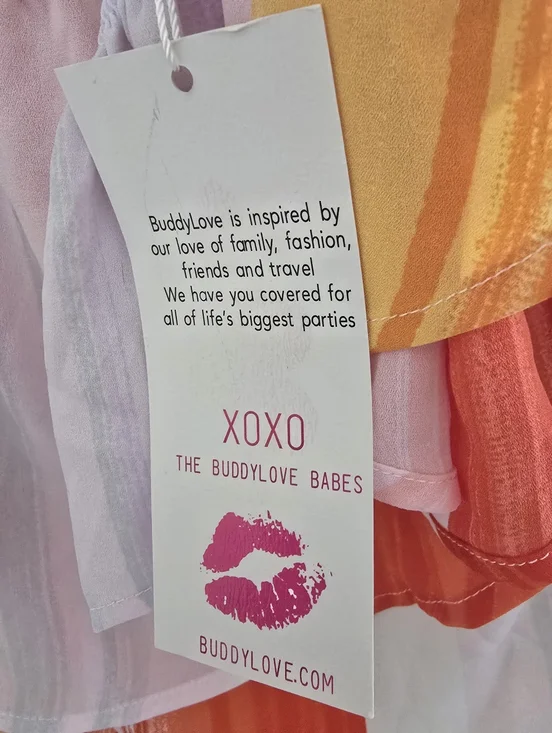 BuddyLove is inspired by
our love of family, fashion,
friends and travel
We have you covered for
all of life's biggest parties
XOXO
THE BUDDYLOVE BABES
BUDDYLOVE.COM